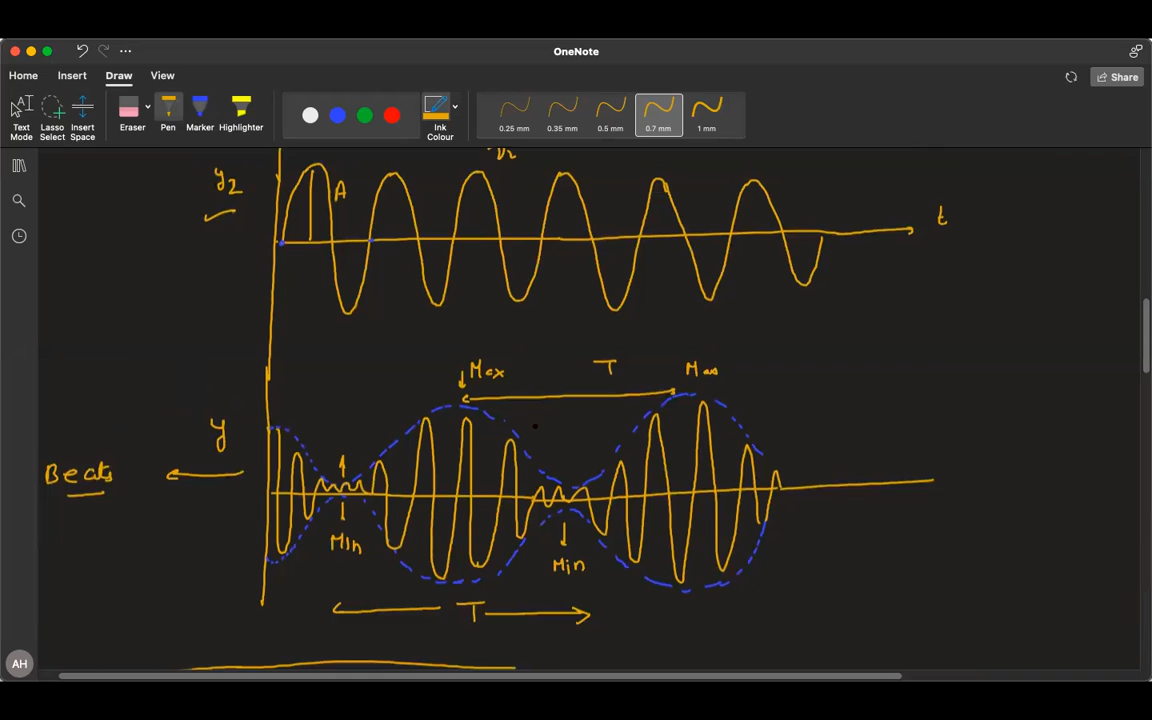 OneNote
Home Insert Draw View
Share
Text Mode
Lasso Select
Insert Space
Eraser
Pen
Marker
Highlighter
Ink Colour
0.25 mm
0.35 mm
0.5 mm
0.7 mm
1 mm
y2
A
t
Max
T
y
Beats
Min
Min
T
AH